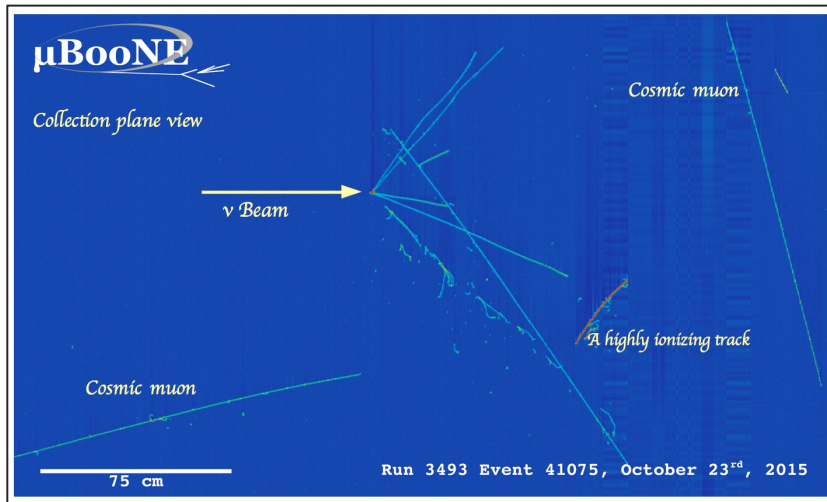 µBooNE
Cosmic muon
Collection plane view
ν Beam
A highly ionizing track
Cosmic muon
75 cm
Run 3493 Event 41075, October 23rd, 2015